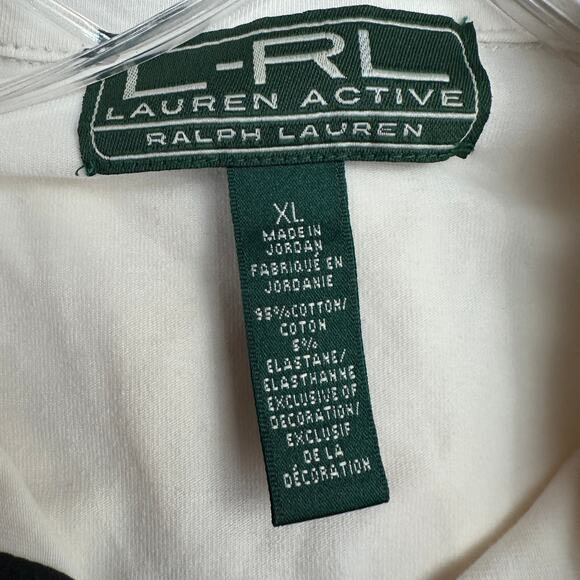 L-RL
LAUREN ACTIVE
RALPH LAUREN
XL
MADE IN
JORDAN
FABRIQUÉ EN
JORDANIE
95%COTTON/
COTON
5%
ELASTANE/
ELASTHANNE
EXCLUSIVE OF
DECORATION/
EXCLUSIF
DE LA
DÉCORATION